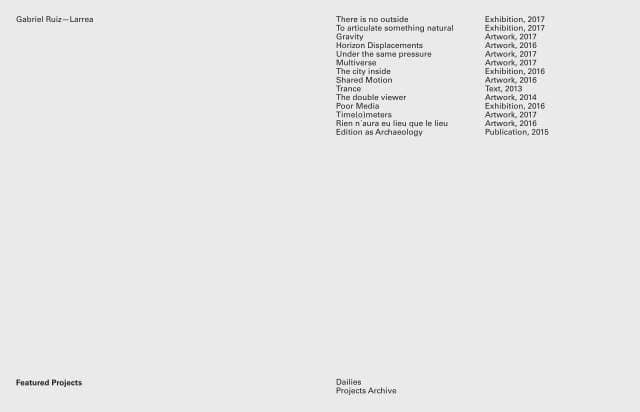 Gabriel Ruiz—Larrea
There is no outside Exhibition, 2017
To articulate something natural Exhibition, 2017
Gravity Artwork, 2017
Horizon Displacements Artwork, 2016
Under the same pressure Artwork, 2017
Multiverse Artwork, 2017
The city inside Exhibition, 2016
Shared Motion Artwork, 2016
Trance Text, 2013
The double viewer Artwork, 2014
Poor Media Exhibition, 2016
Time(o)meters Artwork, 2017
Rien n´aura eu lieu que le lieu Artwork, 2016
Edition as Archaeology Publication, 2015
Featured Projects
Dailies
Projects Archive